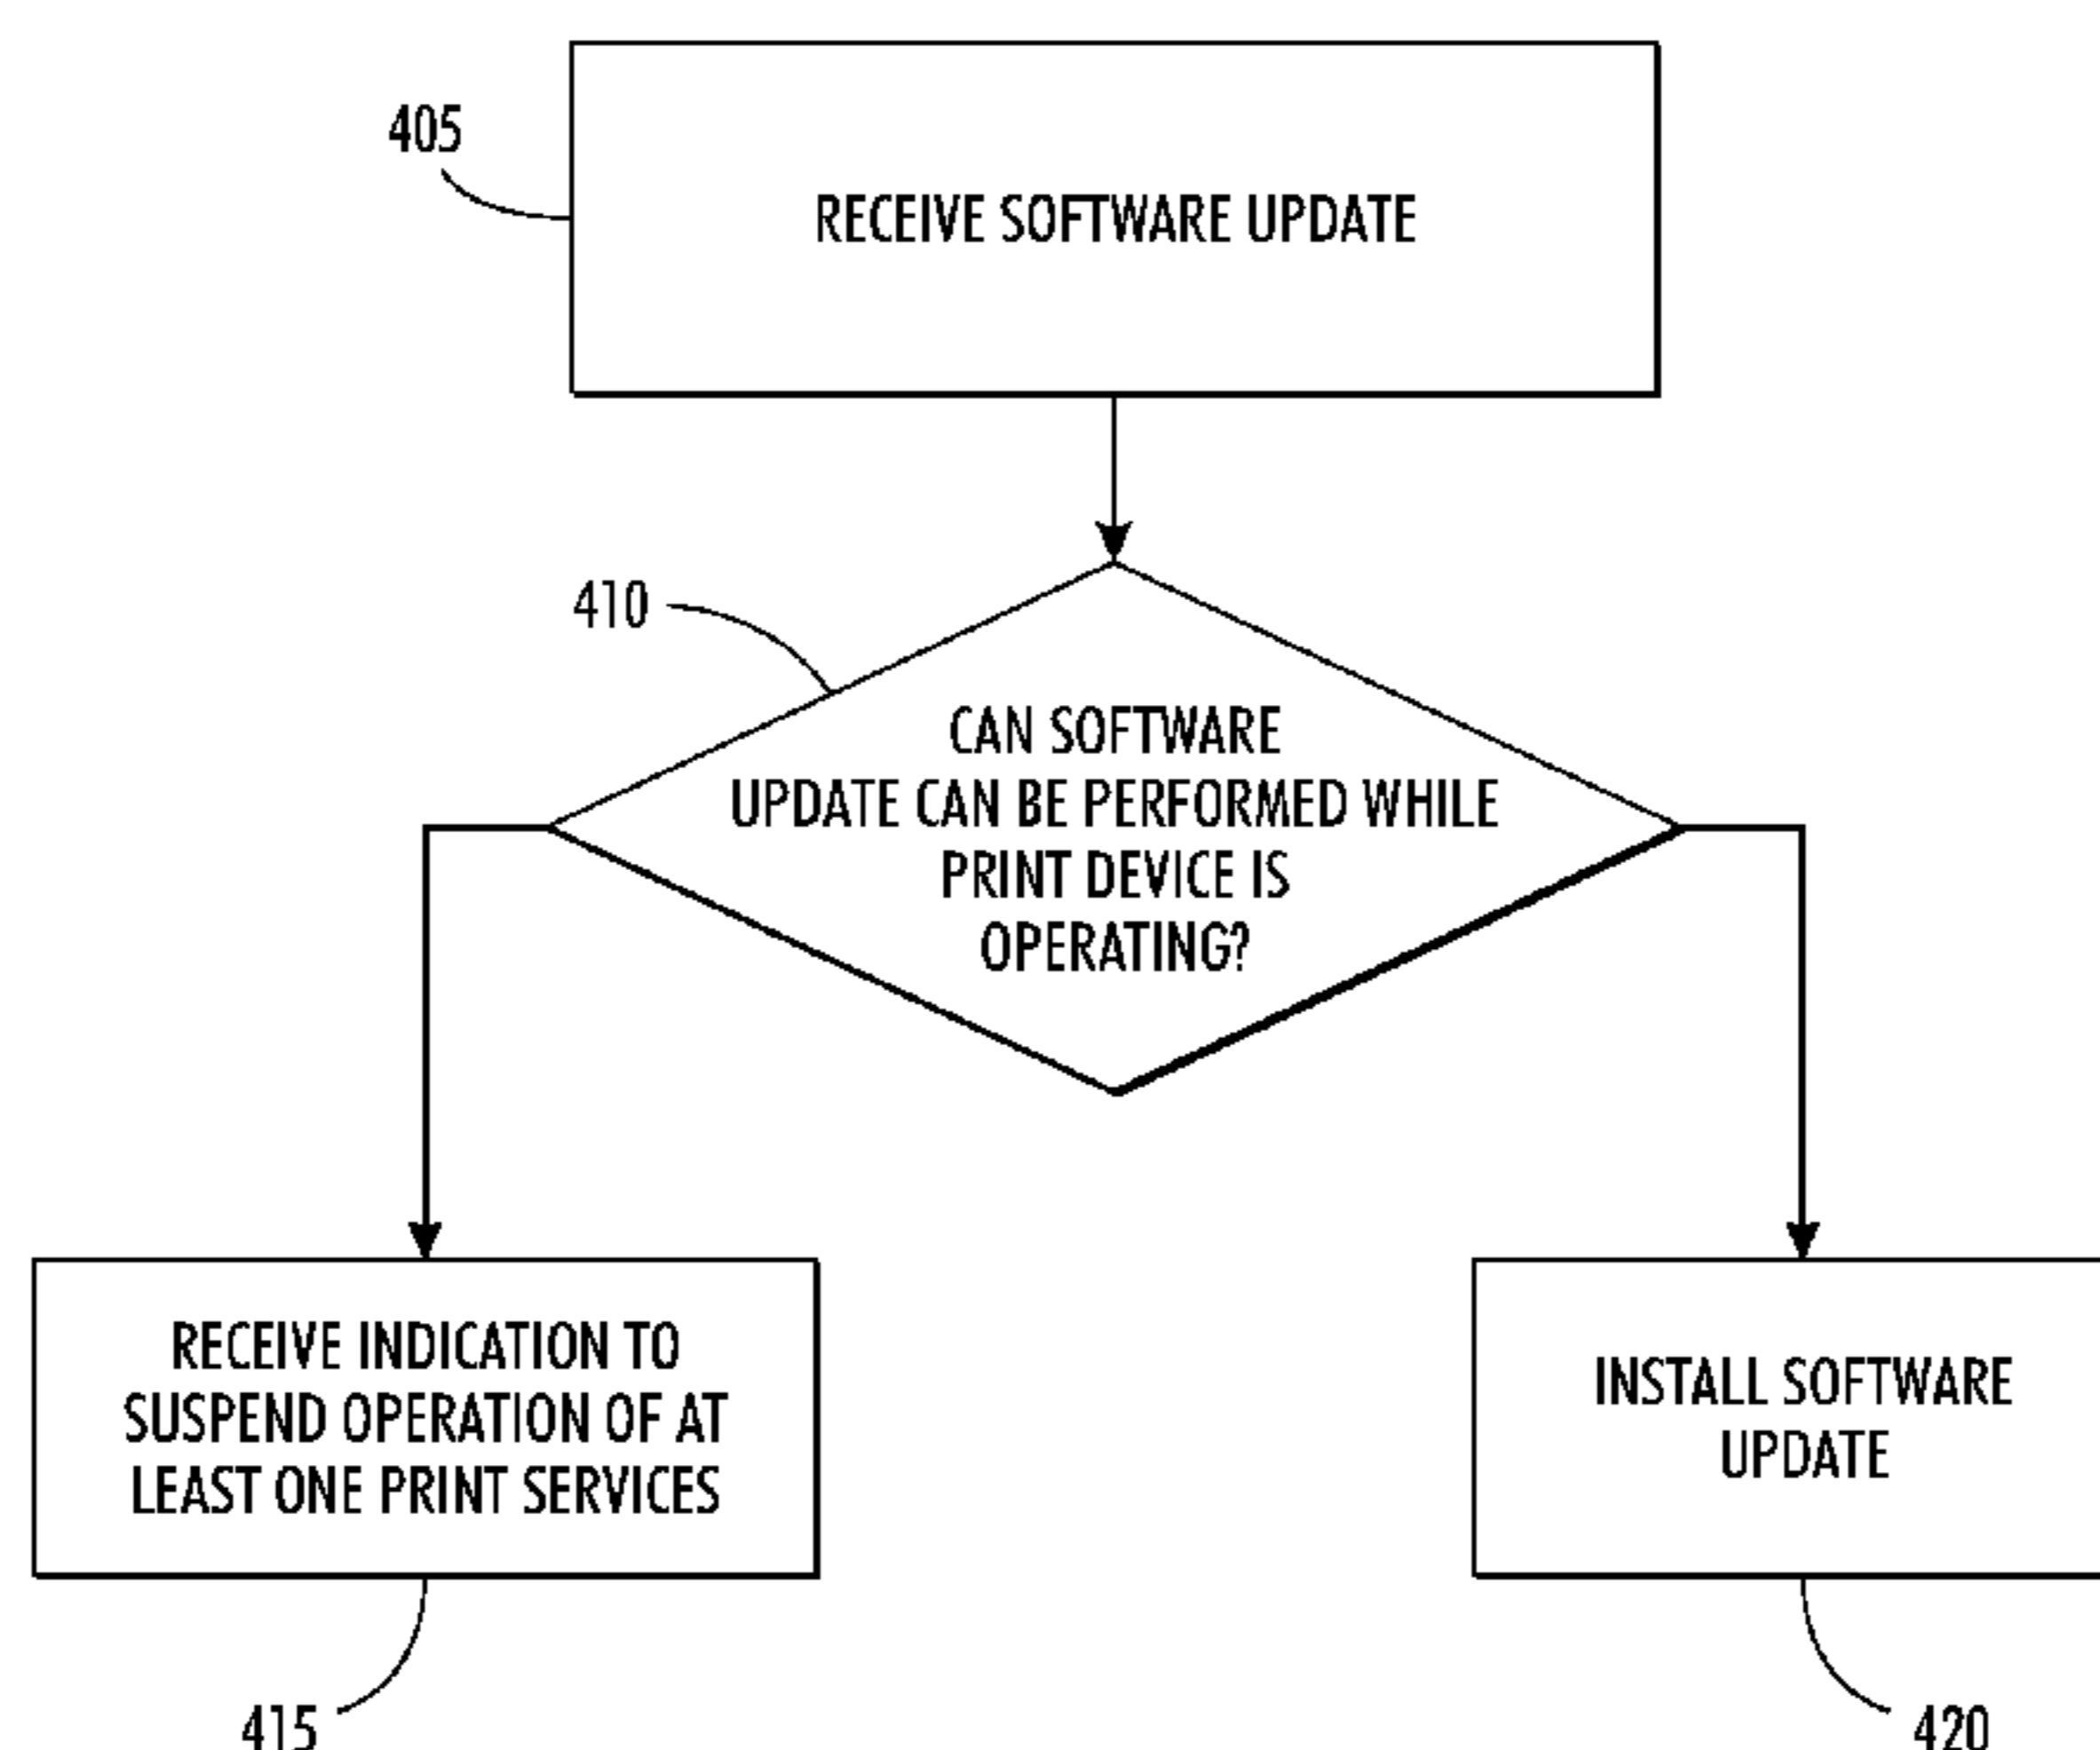 405
RECEIVE SOFTWARE UPDATE
410
CAN SOFTWARE
UPDATE CAN BE PERFORMED WHILE
PRINT DEVICE IS
OPERATING?
RECEIVE INDICATION TO
SUSPEND OPERATION OF AT
LEAST ONE PRINT SERVICES
INSTALL SOFTWARE
UPDATE
415
420